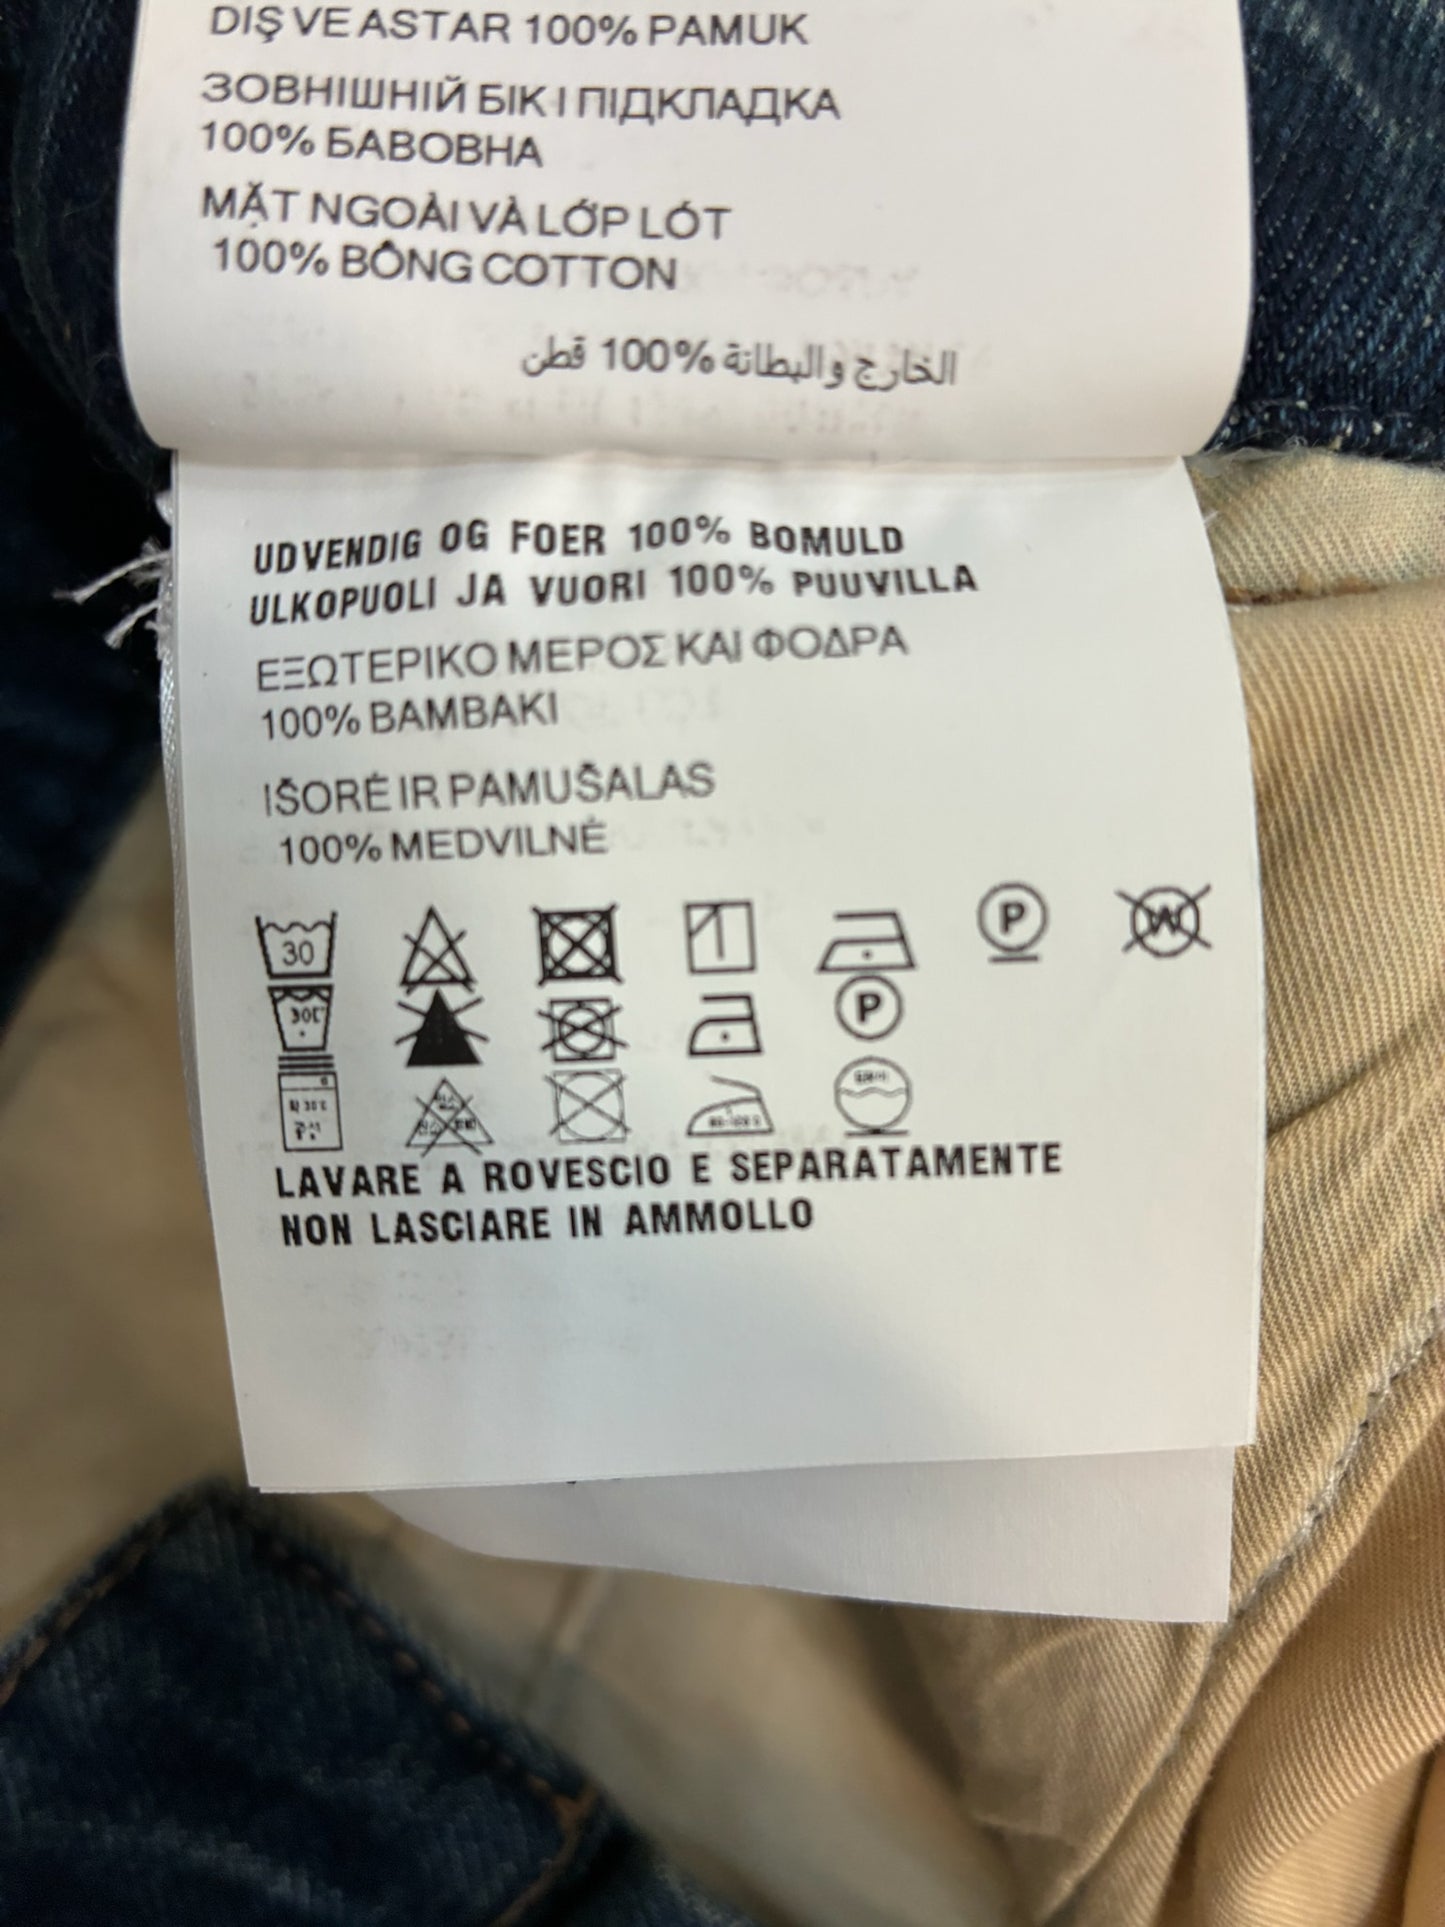 DIŞ VE ASTAR 100% PAMUK
ЗОВНІШНІЙ БІК І ПІДКЛАДКА
100% БАВОВНА
MẶT NGOÀI VÀ LỚP LÓT
100% BÔNG COTTON
الخارج والبطانة 100% قطن
UDVENDIG OG FOER 100% BOMULD
ULKOPUOLI JA VUORI 100% PUUVILLA
ΕΞΩΤΕΡΙΚΟ ΜΕΡΟΣ ΚΑΙ ΦΟΔΡΑ
100% ΒΑΜΒΑΚΙ
IŠORĖ IR PAMUŠALAS
100% MEDVILNĖ
30 P W
30C P
LAVARE A ROVESCIO E SEPARATAMENTE
NON LASCIARE IN AMMOLLO